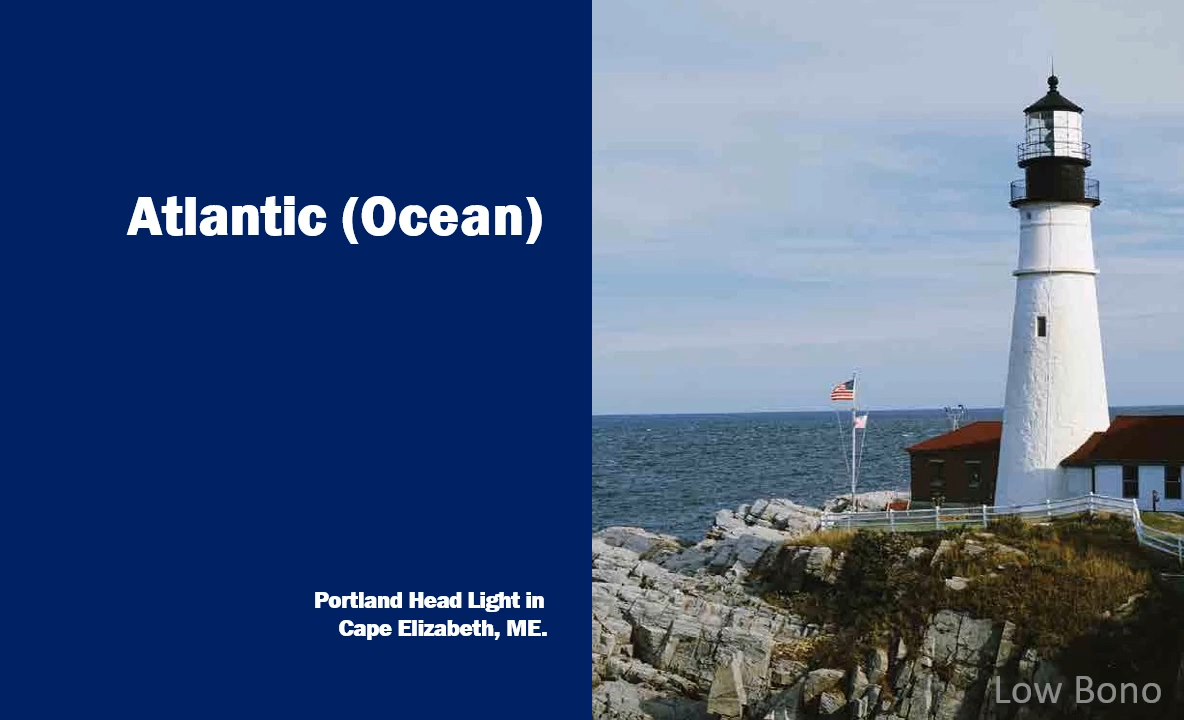 Atlantic (Ocean)
Portland Head Light in
Cape Elizabeth, ME.
Low Bono